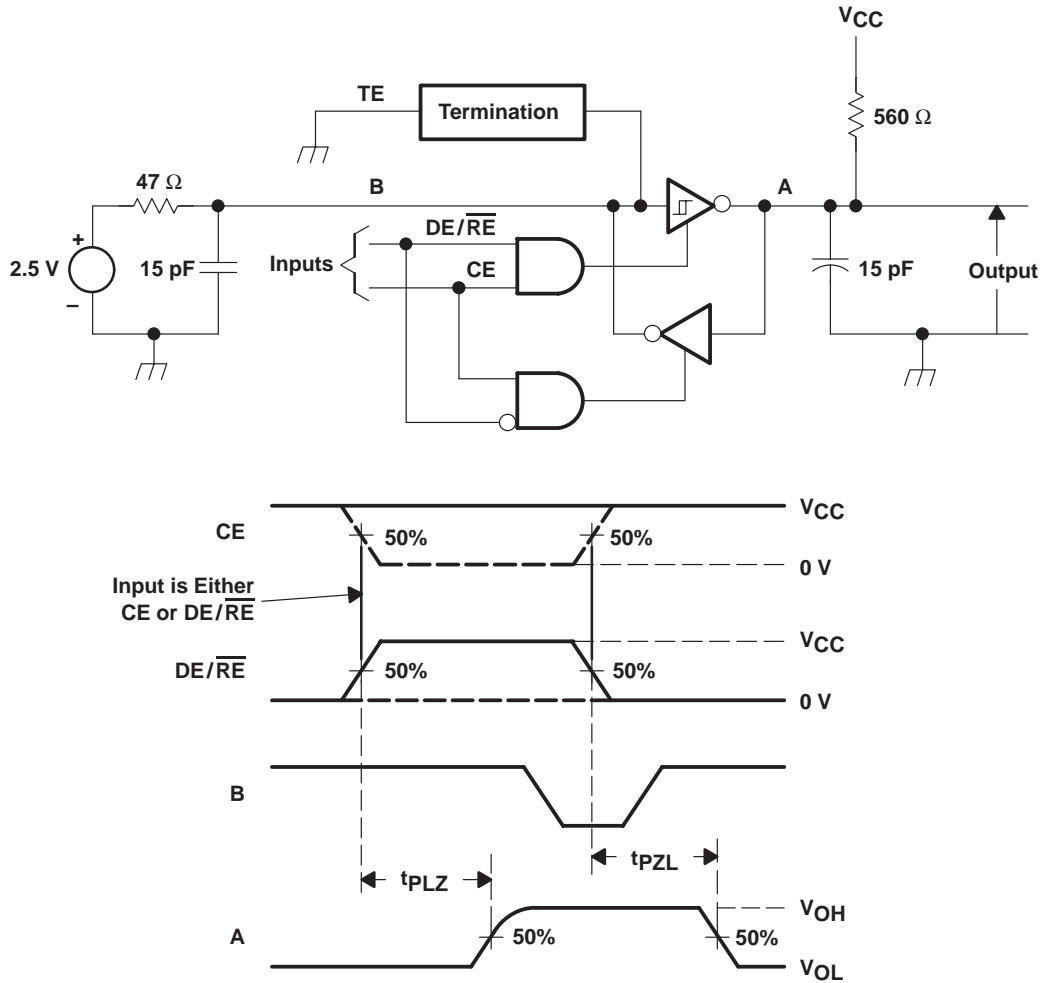 VCC
TE
Termination
560 Ω
47 Ω
B
A
DE/RE
+
2.5 V
–
15 pF
Inputs
CE
15 pF
Output
CE
50%
50%
VCC
0 V
Input is Either
CE or DE/RE
VCC
DE/RE
50%
50%
0 V
B
tPLZ
tPZL
VOH
A
50%
50%
VOL